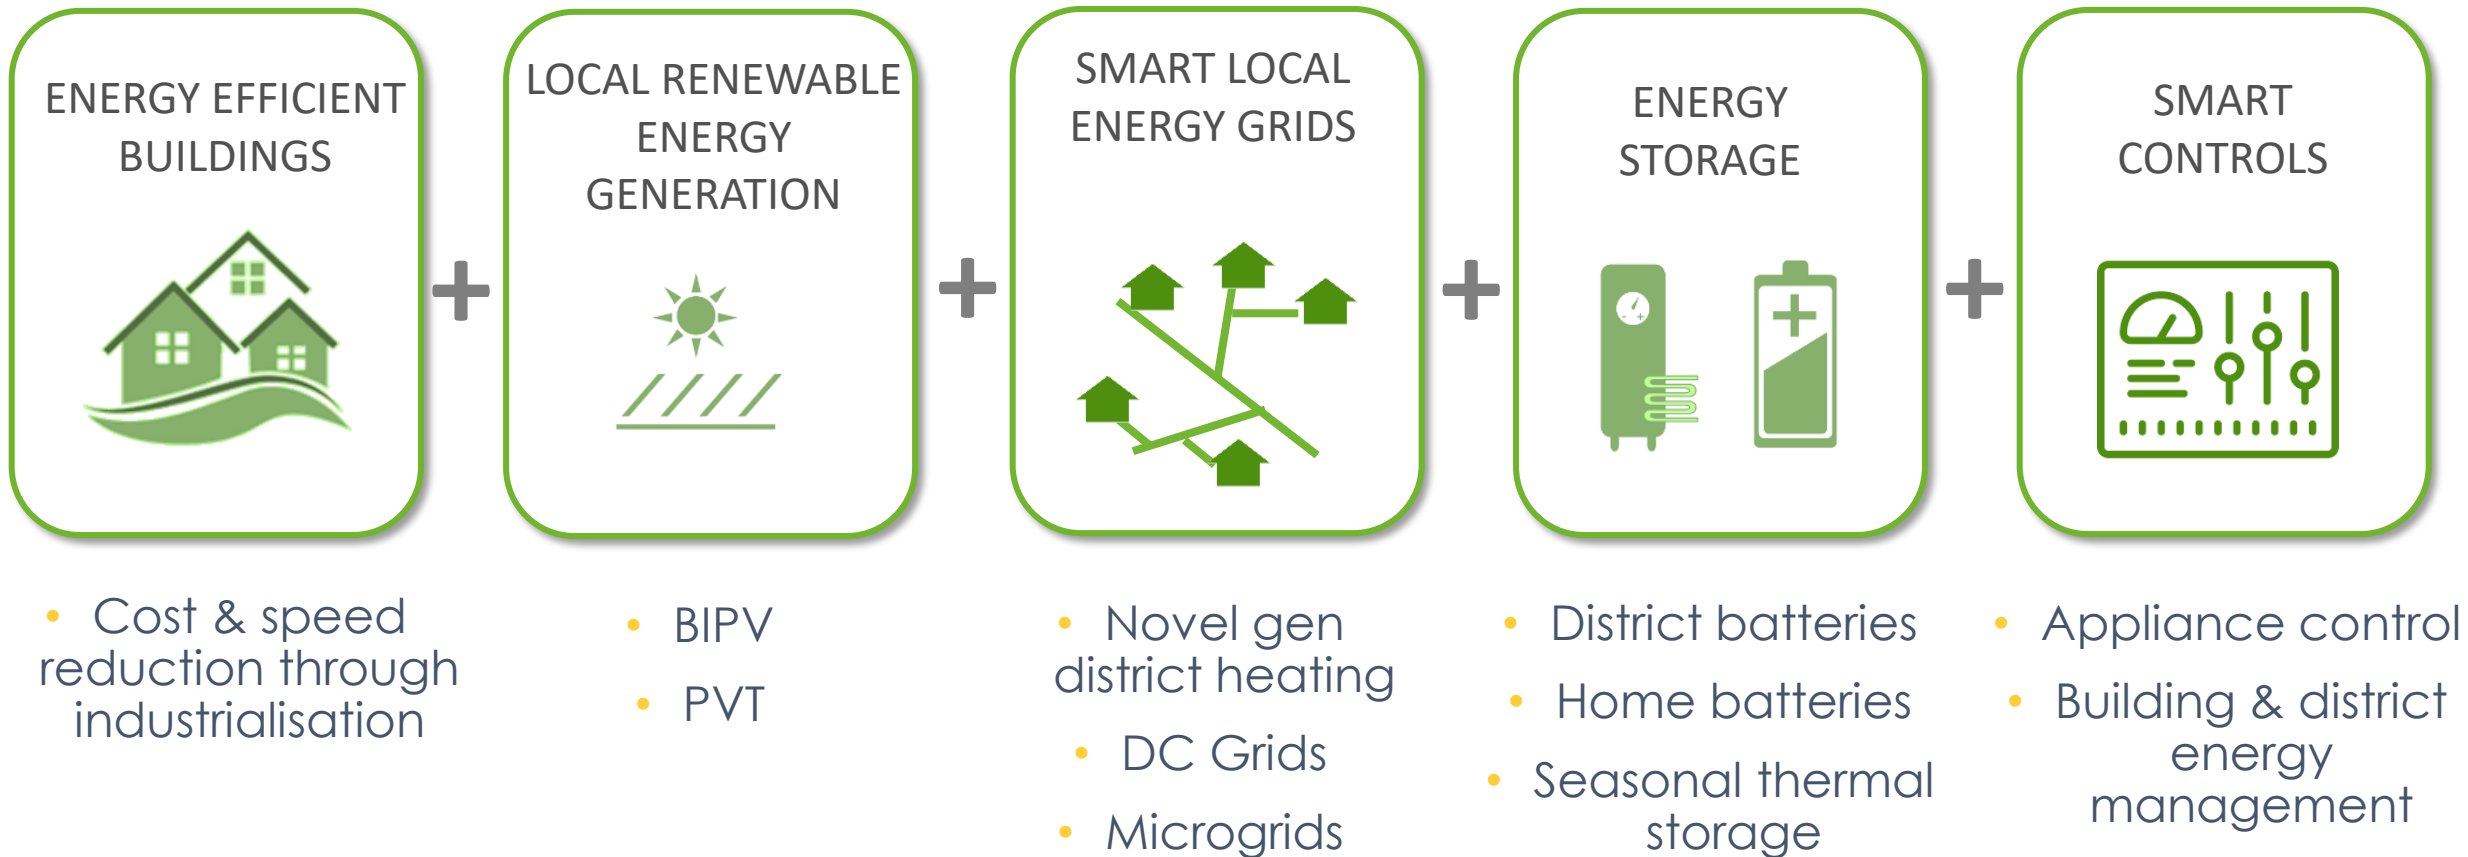 ENERGY EFFICIENT
BUILDINGS
LOCAL RENEWABLE
ENERGY
GENERATION
SMART LOCAL
ENERGY GRIDS
ENERGY
STORAGE
SMART
CONTROLS
• Cost & speed
reduction through
industrialisation
• BIPV
• PVT
• Novel gen
district heating
• DC Grids
• Microgrids
• District batteries
• Home batteries
• Seasonal thermal
storage
• Appliance control
• Building & district
energy
management